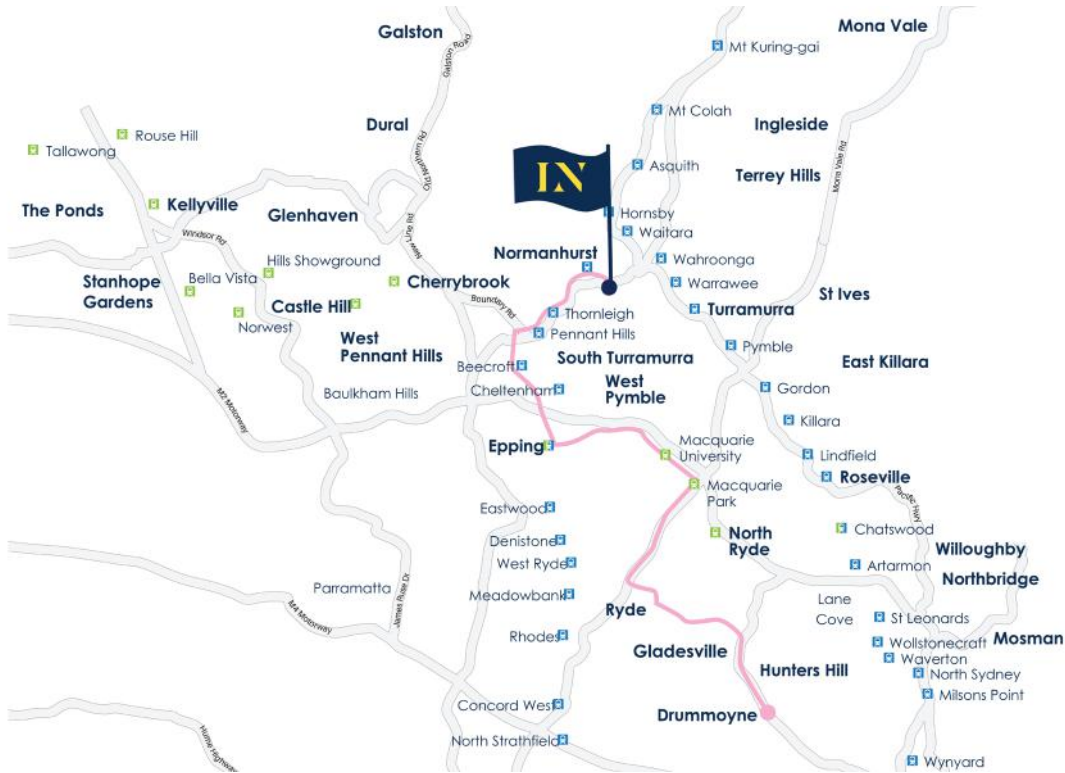 Galston
Galston Road
Mona Vale
Mt Kuring-gai
Mt Colah
Dural
Ingleside
Rouse Hill
Tallawong
Old Northern Rd
Mona Vale Rd
Asquith
Terrey Hills
LN
The Ponds
Kellyville
Glenhaven
Hornsby
Waitara
Windsor Rd
New Line Rd
Normanhurst
Wahroonga
Hills Showground
Stanhope
Gardens
Bella Vista
Cherrybrook
Warrawee
St Ives
Castle Hill
Boundary Rd
Thornleigh
Turramurra
Norwest
West
Pennant Hills
Pennant Hills
Pymble
South Turramurra
East Killara
Beecroft
West
Pymble
Baulkham Hills
Cheltenham
Gordon
M2 Motorway
Killara
Epping
Macquarie
University
Lindfield
Roseville
Macquarie
Park
Pacific Hwy
Eastwood
North
Ryde
Chatswood
Denistone
Willoughby
West Ryde
Artarmon
Northbridge
Parramatta
James Ruse Dr
Meadowbank
Ryde
Lane
Cove
St Leonards
M4 Motorway
Rhodes
Gladesville
Wollstonecraft
Mosman
Waverton
Hunters Hill
North Sydney
Milsons Point
Concord West
Drummoyne
North Strathfield
Hume Highway
Wynyard